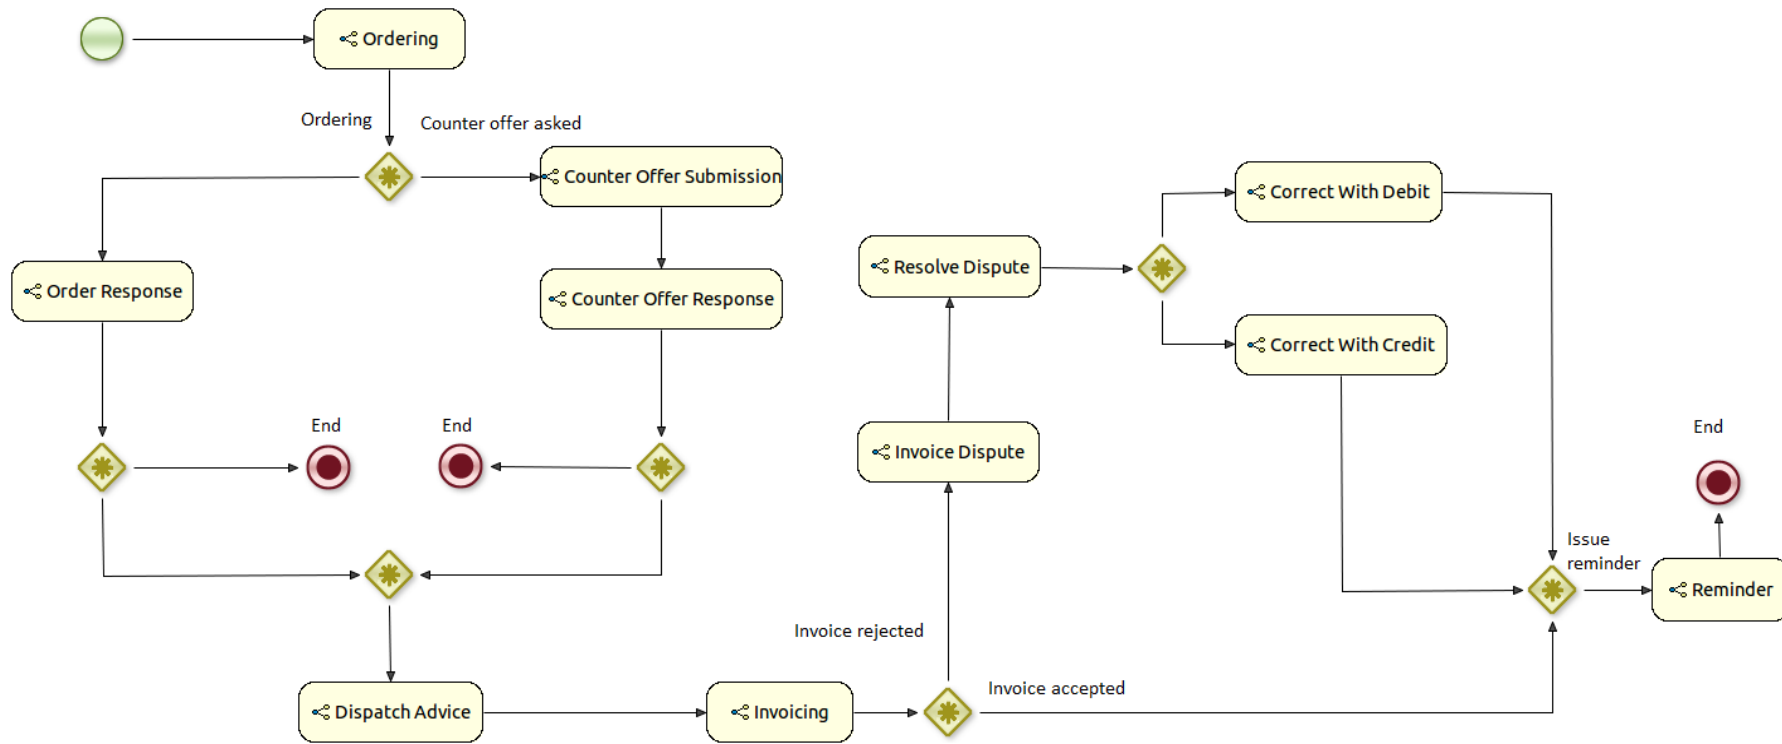 Ordering
Ordering
Counter offer asked
Counter Offer Submission
Order Response
Counter Offer Response
End
End
Dispatch Advice
Invoicing
Invoice rejected
Invoice accepted
Invoice Dispute
Resolve Dispute
Correct With Debit
Correct With Credit
Issue
reminder
Reminder
End